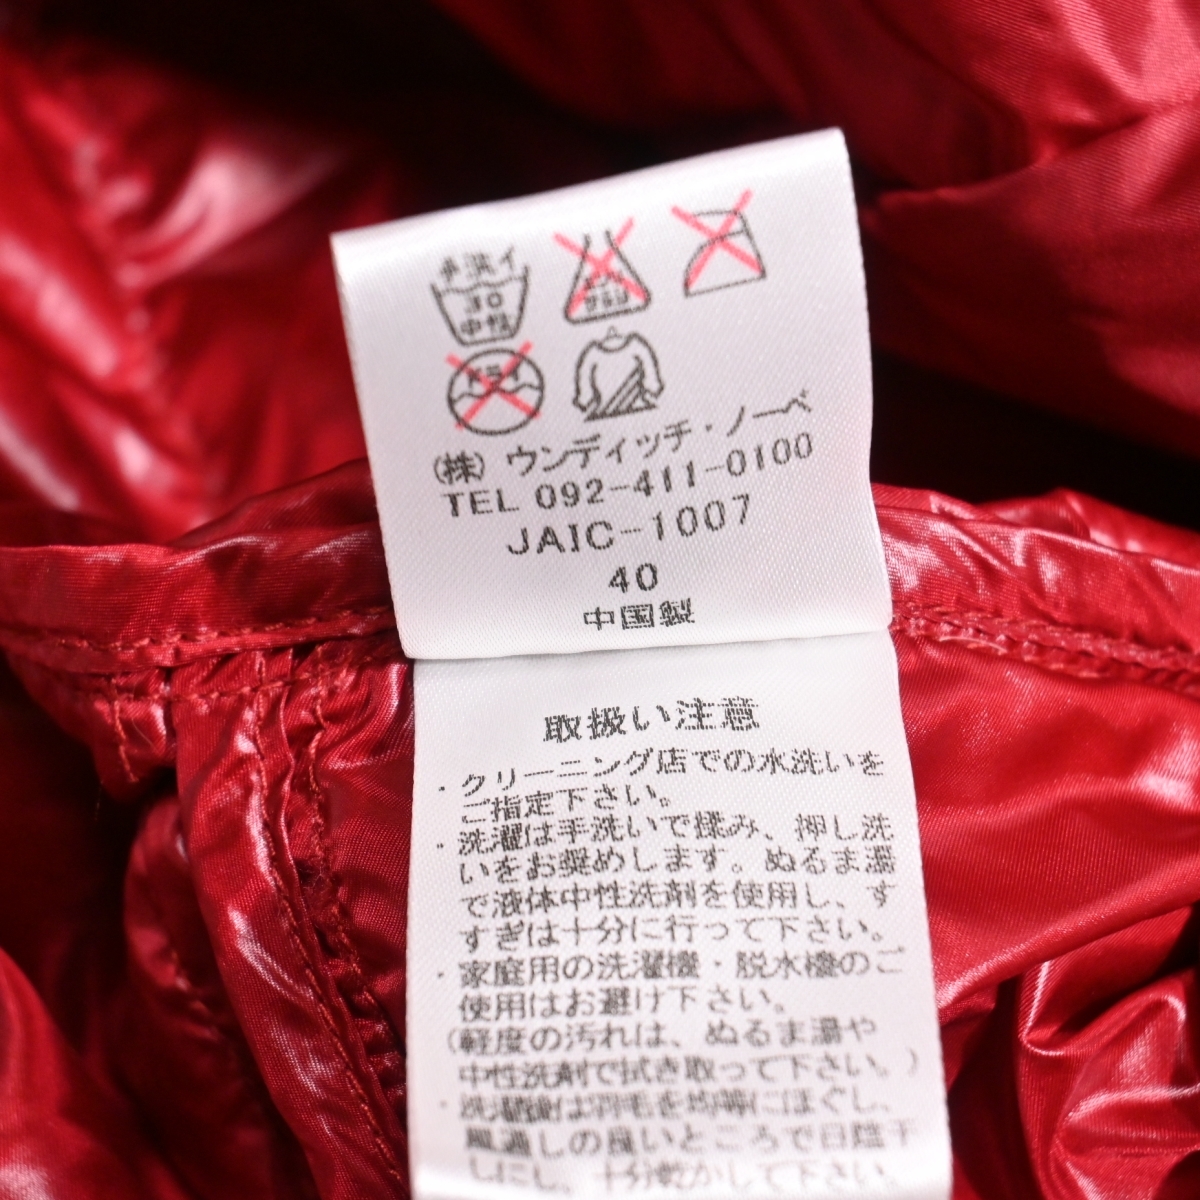 手洗イ
30
中性
エンソ
サラシ
ドライ
(株) ウンディッチ・ノーベ
TEL 092-411-0100
JAIC-1007
40
中国製
取扱い注意
・クリーニング店での水洗いを
ご指定下さい。
・洗濯は手洗いで揉み、押し洗
いをお奨めします。ぬるま湯
で液体中性洗剤を使用し、す
すぎは十分に行って下さい。
・家庭用の洗濯機・脱水機のご
使用はお避け下さい。
(軽度の汚れは、ぬるま湯や
中性洗剤で拭き取って下さい。)
・洗濯後は羽毛を均等にほぐし、
風通しの良いところで日陰干
しにし、十分乾かして下さい。